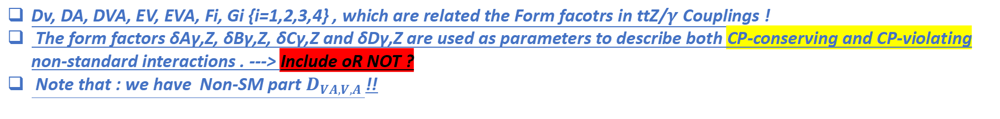 ❑ Dv, DA, DVA, EV, EVA, Fi, Gi {i=1,2,3,4} , which are related the Form facotrs in ttZ/γ Couplings !
❑ The form factors δAγ,Z, δBγ,Z, δCγ,Z and δDγ,Z are used as parameters to describe both CP-conserving and CP-violating
non-standard interactions . ---> Include oR NOT ?
❑ Note that : we have Non-SM part D_{VA,V,A} !!